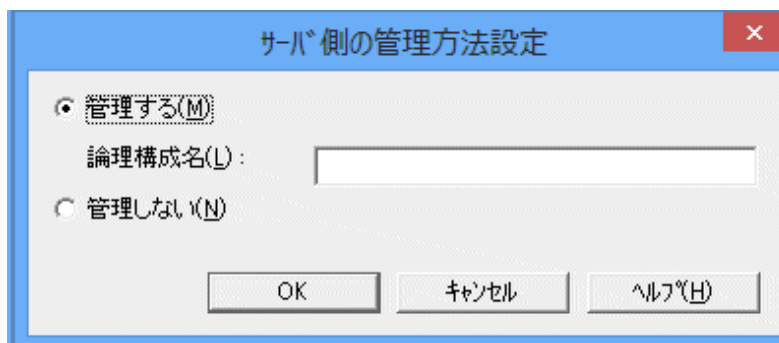 ｻｰﾊﾞ側の管理方法設定
管理する(M)
論理構成名(L) :
管理しない(N)
OK
ｷｬﾝｾﾙ
ﾍﾙﾌﾟ(H)